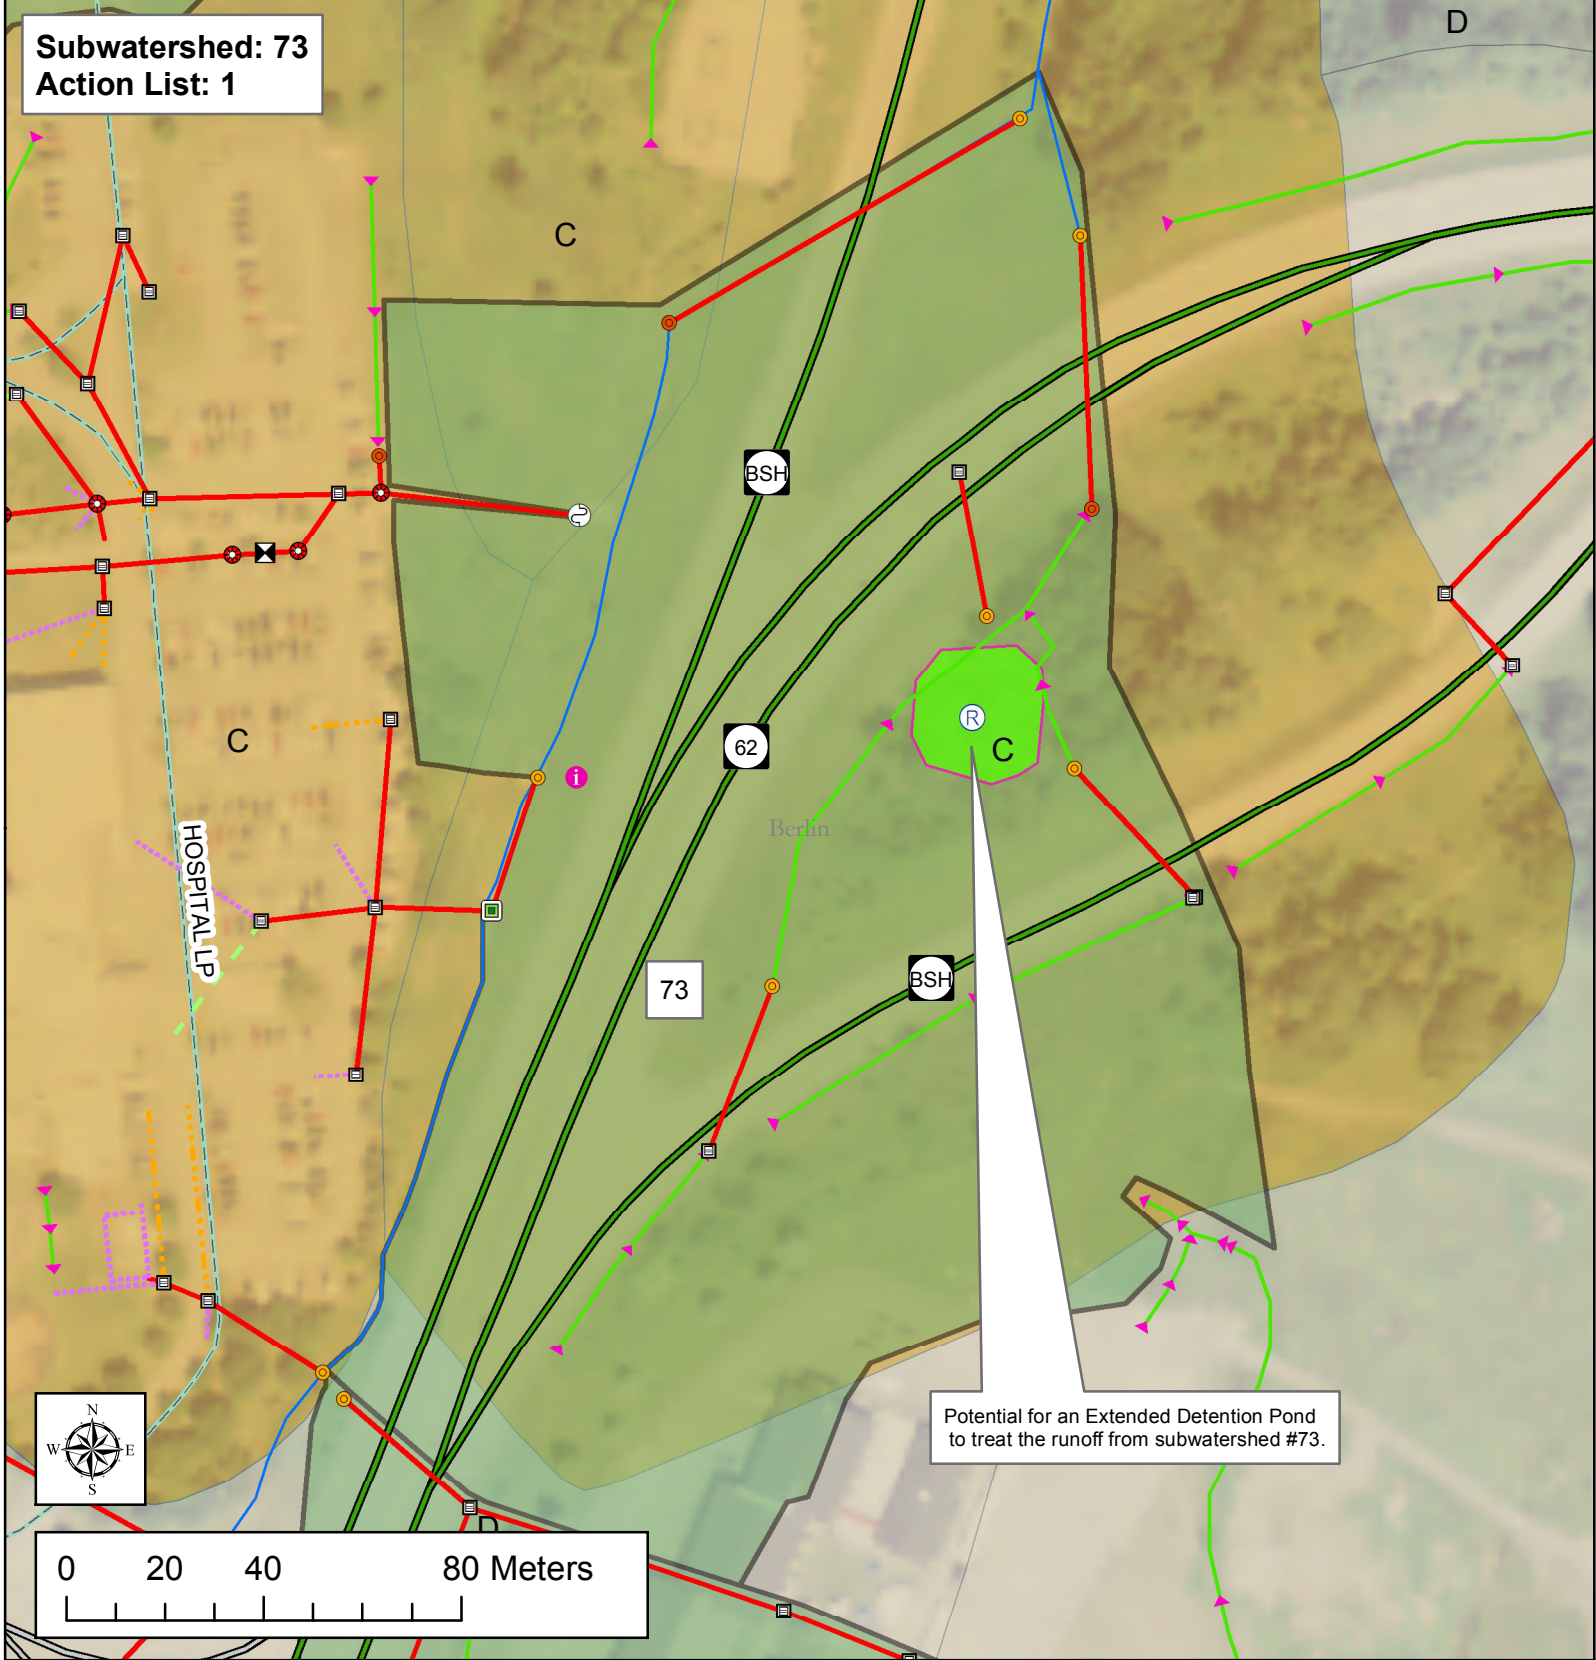 Subwatershed: 73
Action List: 1
D
C
BSH
62
R
C
C
i
Berlin
HOSPITAL LP
BSH
73
Potential for an Extended Detention Pond
to treat the runoff from subwatershed #73.
N
W E
S
D
0 20 40 80 Meters